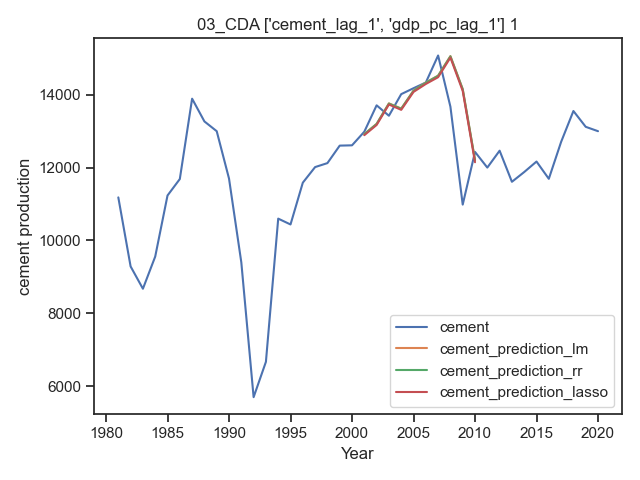 03_CDA ['cement_lag_1', 'gdp_pc_lag_1'] 1
cement production
14000
12000
10000
8000
6000
cement
cement_prediction_lm
cement_prediction_rr
cement_prediction_lasso
1980 1985 1990 1995 2000 2005 2010 2015 2020
Year